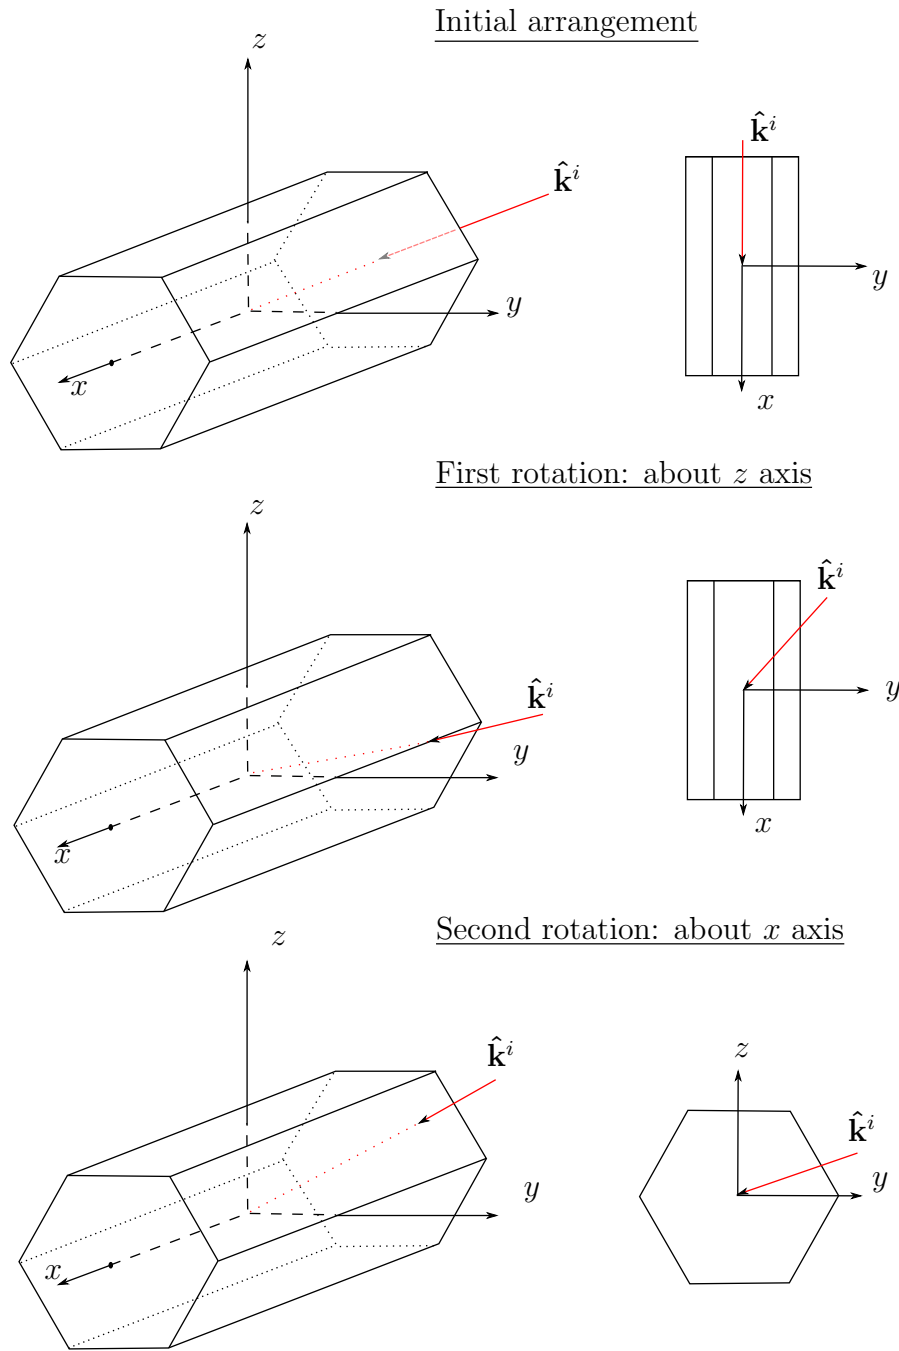 Initial arrangement
z
k̂ⁱ
k̂ⁱ
y
y
x
x
First rotation: about z axis
z
k̂ⁱ
k̂ⁱ
y
y
x
x
Second rotation: about x axis
z
k̂ⁱ
z
k̂ⁱ
y
y
x